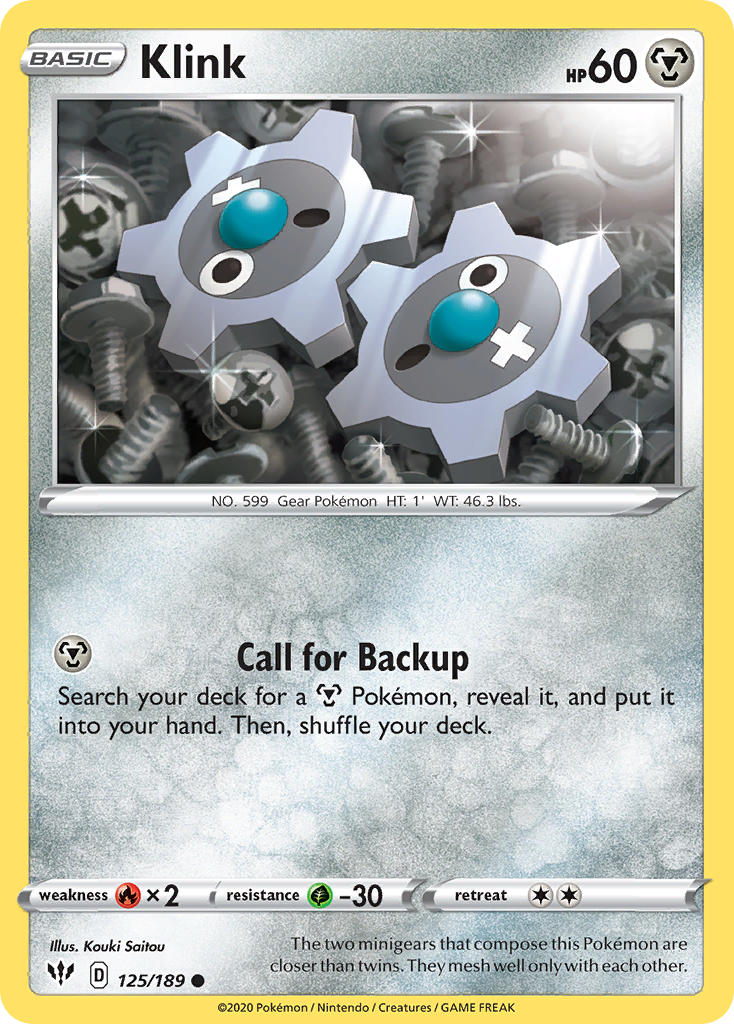 BASIC Klink HP60
NO. 599 Gear Pokémon HT: 1' WT: 46.3 lbs.
Call for Backup
Search your deck for a Pokémon, reveal it, and put it
into your hand. Then, shuffle your deck.
weakness ×2 resistance -30 retreat
Illus. Kouki Saitou
The two minigears that compose this Pokémon are
closer than twins. They mesh well only with each other.
D 125/189
©2020 Pokémon / Nintendo / Creatures / GAME FREAK